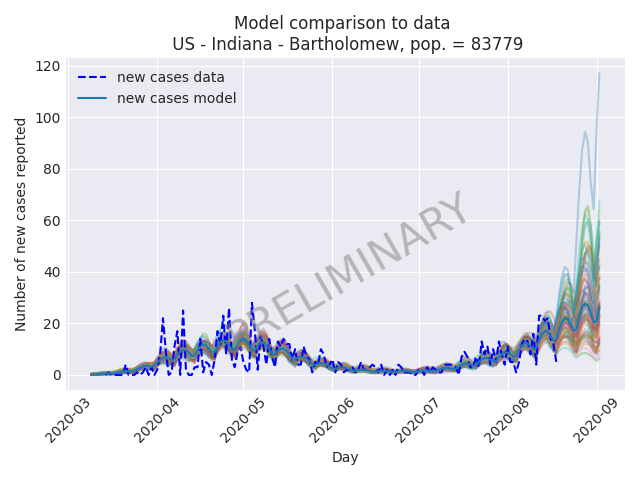 Model comparison to data
US - Indiana - Bartholomew, pop. = 83779
new cases data
new cases model
Number of new cases reported
120
100
80
60
40
20
0
PRELIMINARY
2020-03
2020-04
2020-05
2020-06
2020-07
2020-08
2020-09
Day